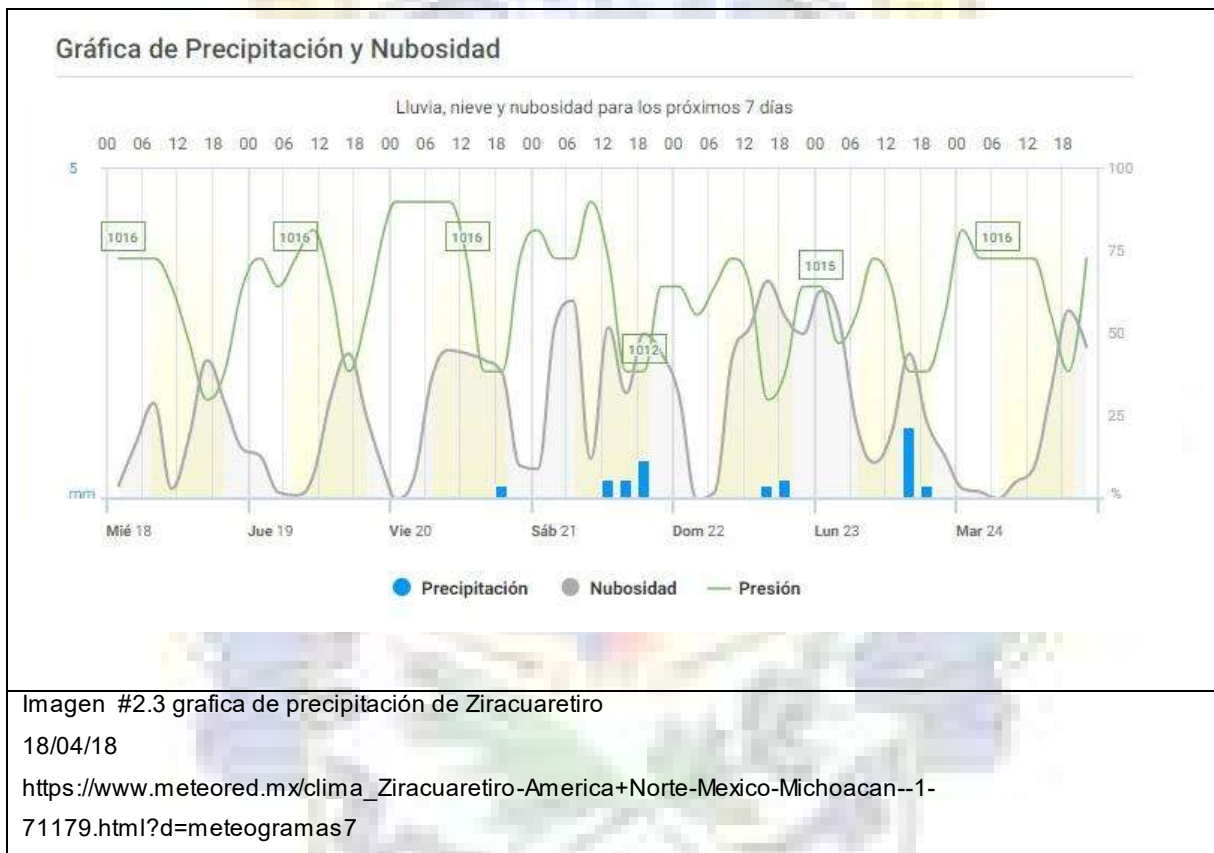 Gráfica de Precipitación y Nubosidad
Lluvia, nieve y nubosidad para los próximos 7 días
00 06 12 18 00 06 12 18 00 06 12 18 00 06 12 18 00 06 12 18 00 06 12 18 00 06 12 18
5 100
1016 1016 1016 1016
75
1015
50
1012
25
mm %
Mié 18 Jue 19 Vie 20 Sáb 21 Dom 22 Lun 23 Mar 24
Precipitación Nubosidad Presión
Imagen #2.3 grafica de precipitación de Ziracuaretiro
18/04/18
https://www.meteored.mx/clima_Ziracuaretiro-America+Norte-Mexico-Michoacan--1-
71179.html?d=meteogramas7